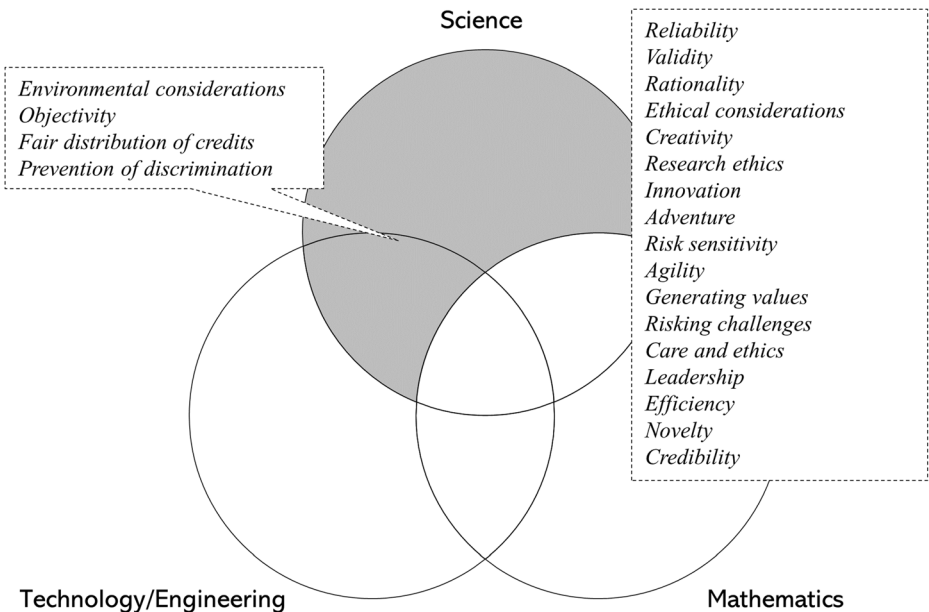 Science
Environmental considerations
Objectivity
Fair distribution of credits
Prevention of discrimination
Reliability
Validity
Rationality
Ethical considerations
Creativity
Research ethics
Innovation
Adventure
Risk sensitivity
Agility
Generating values
Risking challenges
Care and ethics
Leadership
Efficiency
Novelty
Credibility
Technology/Engineering
Mathematics